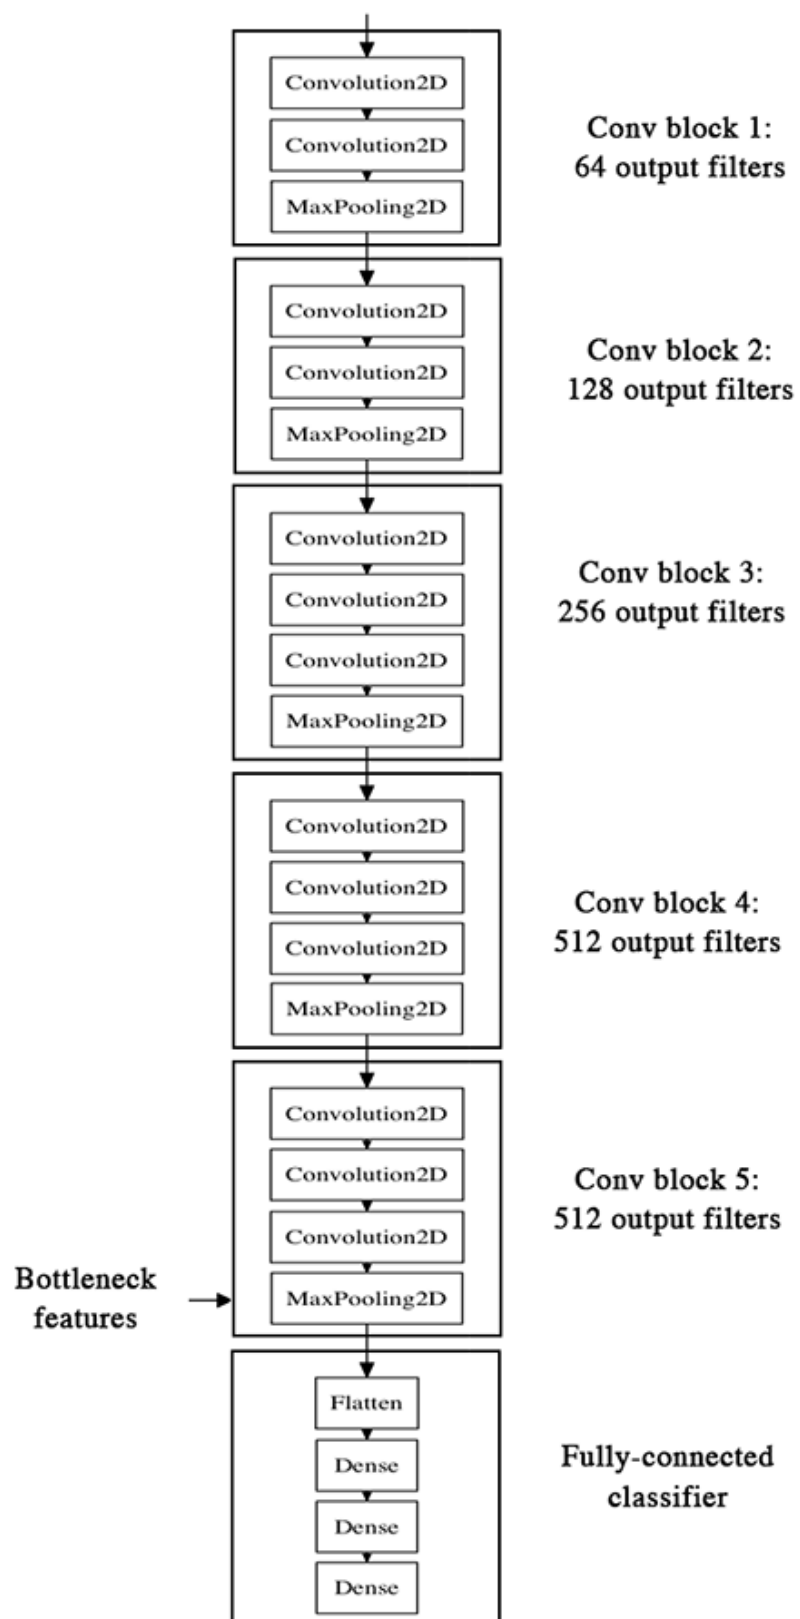 Convolution2D
Convolution2D
MaxPooling2D
Conv block 1:
64 output filters
Convolution2D
Convolution2D
MaxPooling2D
Conv block 2:
128 output filters
Convolution2D
Convolution2D
Convolution2D
MaxPooling2D
Conv block 3:
256 output filters
Convolution2D
Convolution2D
Convolution2D
MaxPooling2D
Conv block 4:
512 output filters
Convolution2D
Convolution2D
Convolution2D
MaxPooling2D
Conv block 5:
512 output filters
Bottleneck
features
Flatten
Dense
Dense
Dense
Fully-connected
classifier